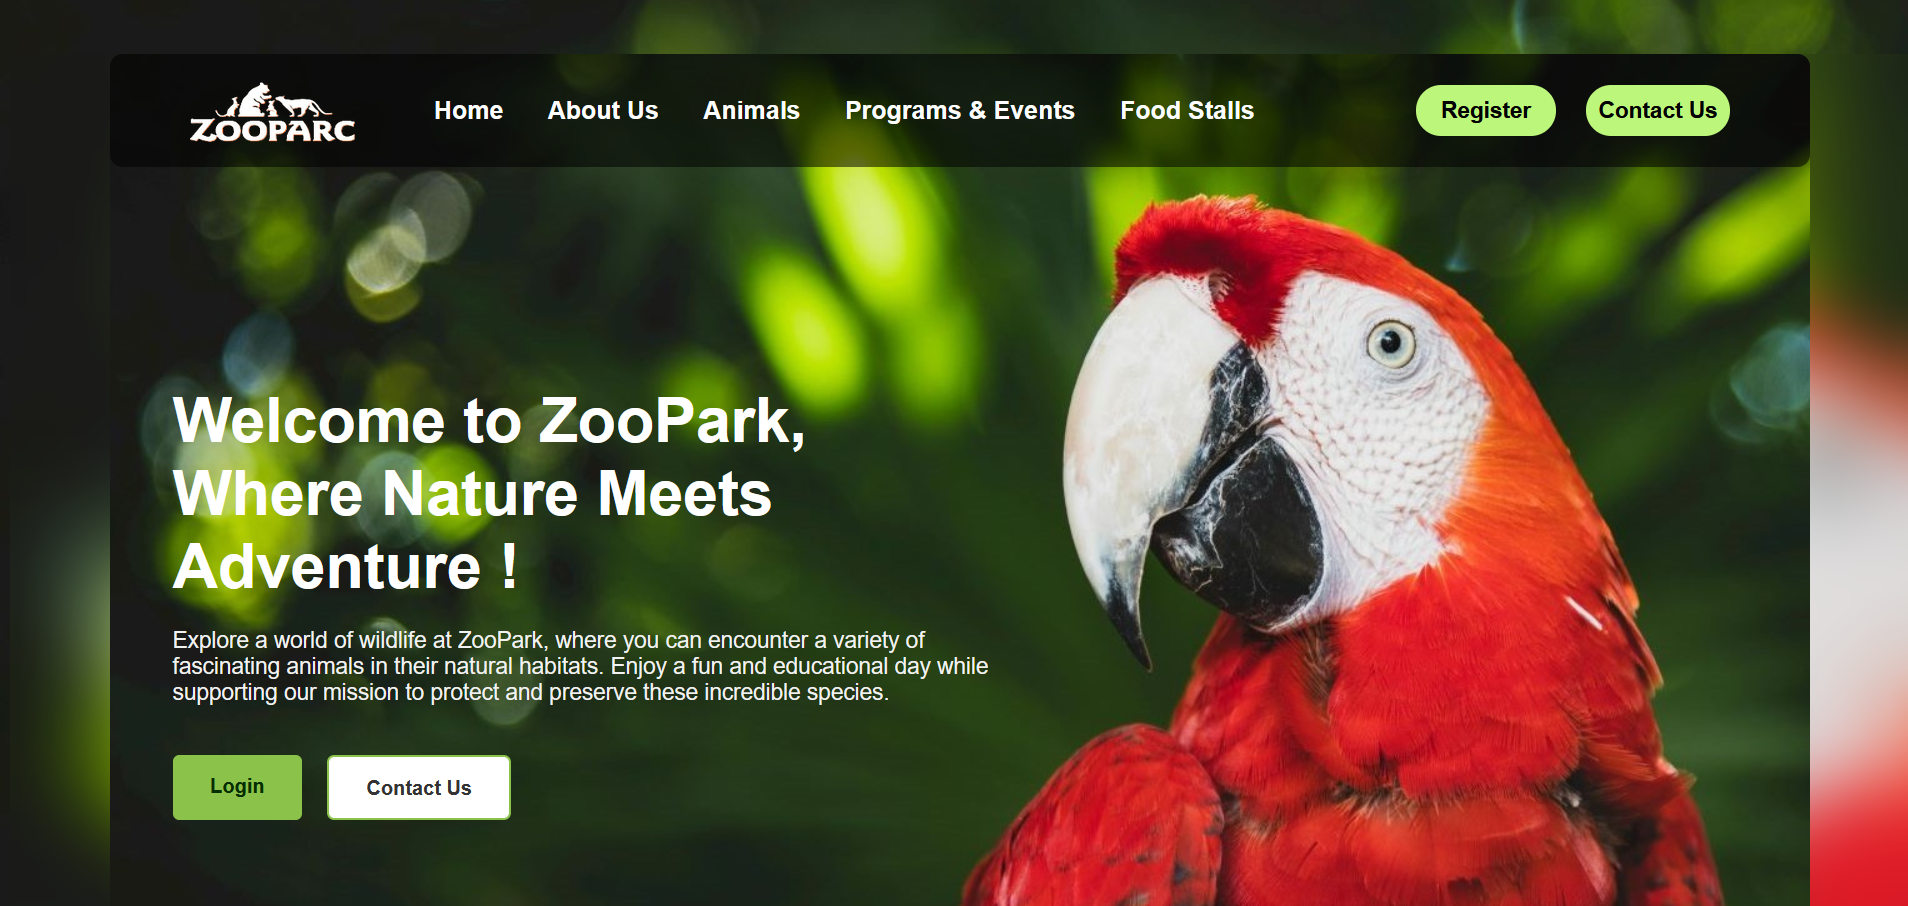 ZOOPARC
Home
About Us
Animals
Programs & Events
Food Stalls
Register
Contact Us
Welcome to ZooPark,
Where Nature Meets
Adventure !
Explore a world of wildlife at ZooPark, where you can encounter a variety of
fascinating animals in their natural habitats. Enjoy a fun and educational day while
supporting our mission to protect and preserve these incredible species.
Login
Contact Us